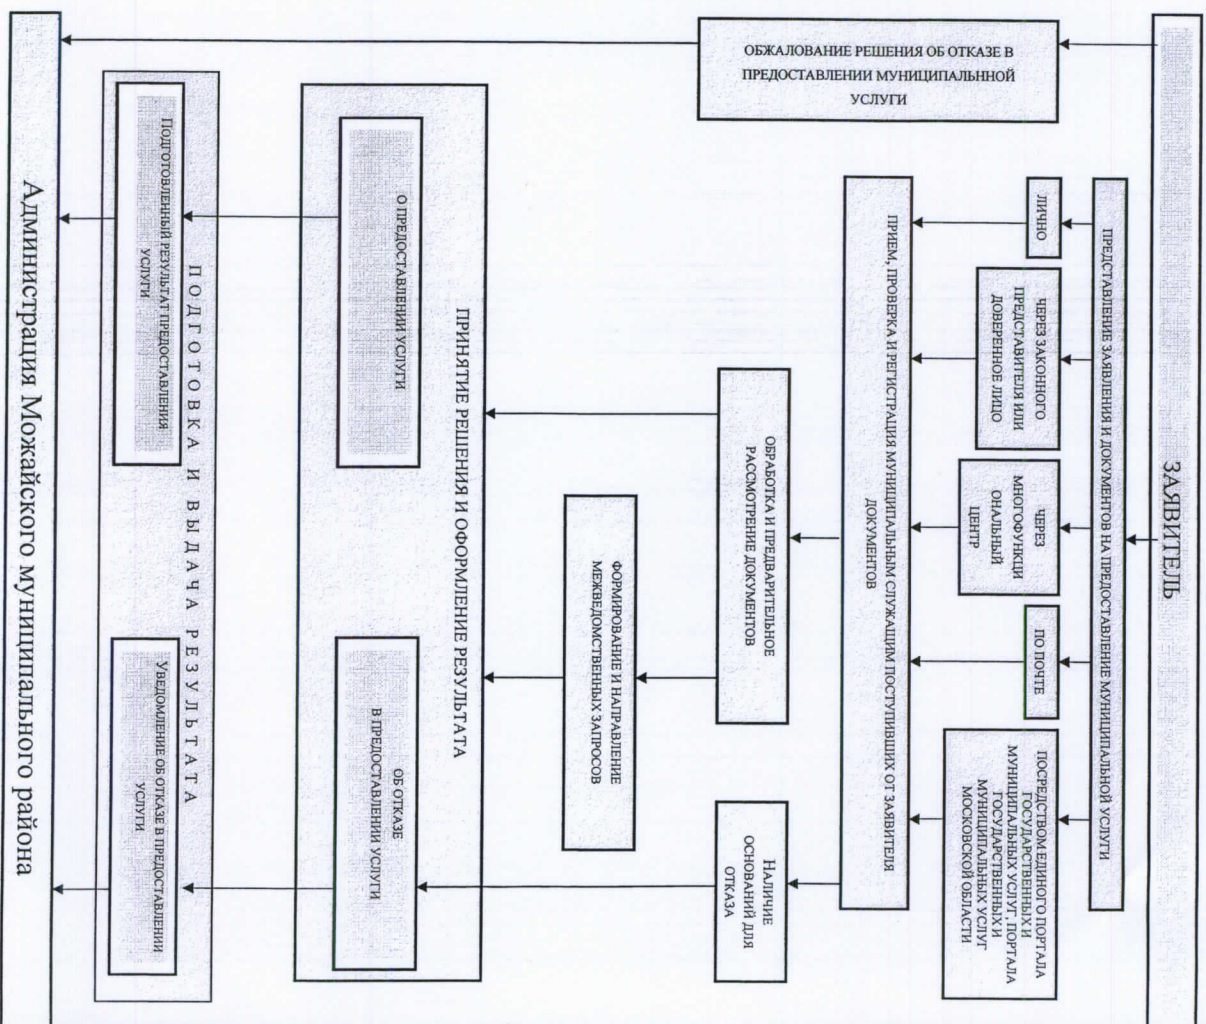 ЗАЯВИТЕЛЬ
ОБЖАЛОВАНИЕ РЕШЕНИЯ ОБ ОТКАЗЕ В
ПРЕДОСТАВЛЕНИИ МУНИЦИПАЛЬННОЙ
УСЛУГИ
ПРЕДСТАВЛЕНИЕ ЗАЯВЛЕНИЯ И ДОКУМЕНТОВ НА ПРЕДОСТАВЛЕНИЕ МУНИЦИПАЛЬНОЙ УСЛУГИ
ЛИЧНО
ЧЕРЕЗ ЗАКОННОГО
ПРЕДСТАВИТЕЛЯ ИЛИ
ДОВЕРЕННОЕ ЛИЦО
ЧЕРЕЗ
МНОГОФУНКЦИ
ОНАЛЬНЫЙ
ЦЕНТР
ПО ПОЧТЕ
ПОСРЕДСТВОМ ЕДИНОГО ПОРТАЛА
ГОСУДАРСТВЕННЫХ И
МУНИЦИПАЛЬНЫХ УСЛУГ, ПОРТАЛА
ГОСУДАРСТВЕННЫХ И
МУНИЦИПАЛЬНЫХ УСЛУГ
МОСКОВСКОЙ ОБЛАСТИ
ПРИЕМ, ПРОВЕРКА И РЕГИСТРАЦИЯ МУНИЦИПАЛЬНЫМ СЛУЖАЩИМ ПОСТУПИВШИХ ОТ ЗАЯВИТЕЛЯ
ДОКУМЕНТОВ
ОБРАБОТКА И ПРЕДВАРИТЕЛЬНОЕ
РАССМОТРЕНИЕ ДОКУМЕНТОВ
НАЛИЧИЕ
ОСНОВАНИЙ ДЛЯ
ОТКАЗА
ФОРМИРОВАНИЕ И НАПРАВЛЕНИЕ
МЕЖВЕДОМСТВЕННЫХ ЗАПРОСОВ
ПРИНЯТИЕ РЕШЕНИЯ И ОФОРМЛЕНИЕ РЕЗУЛЬТАТА
О ПРЕДОСТАВЛЕНИИ УСЛУГИ
ОБ ОТКАЗЕ
В ПРЕДОСТАВЛЕНИИ УСЛУГИ
ПОДГОТОВКА И ВЫДАЧА РЕЗУЛЬТАТА
ПОДГОТОВЛЕННЫЙ РЕЗУЛЬТАТ ПРЕДОСТАВЛЕНИЯ
УСЛУГИ
УВЕДОМЛЕНИЕ ОБ ОТКАЗЕ В ПРЕДОСТАВЛЕНИИ
УСЛУГИ
Администрация Можайского муниципального района